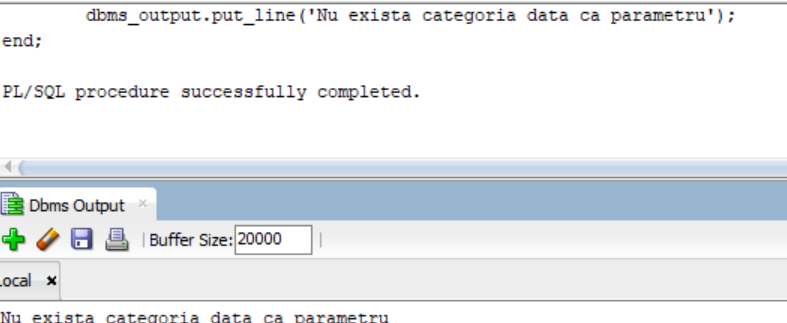 dbms_output.put_line('Nu exista categoria data ca parametru');
end;
PL/SQL procedure successfully completed.
Dbms Output
Buffer Size: 20000
Local
Nu exista categoria data ca parametru